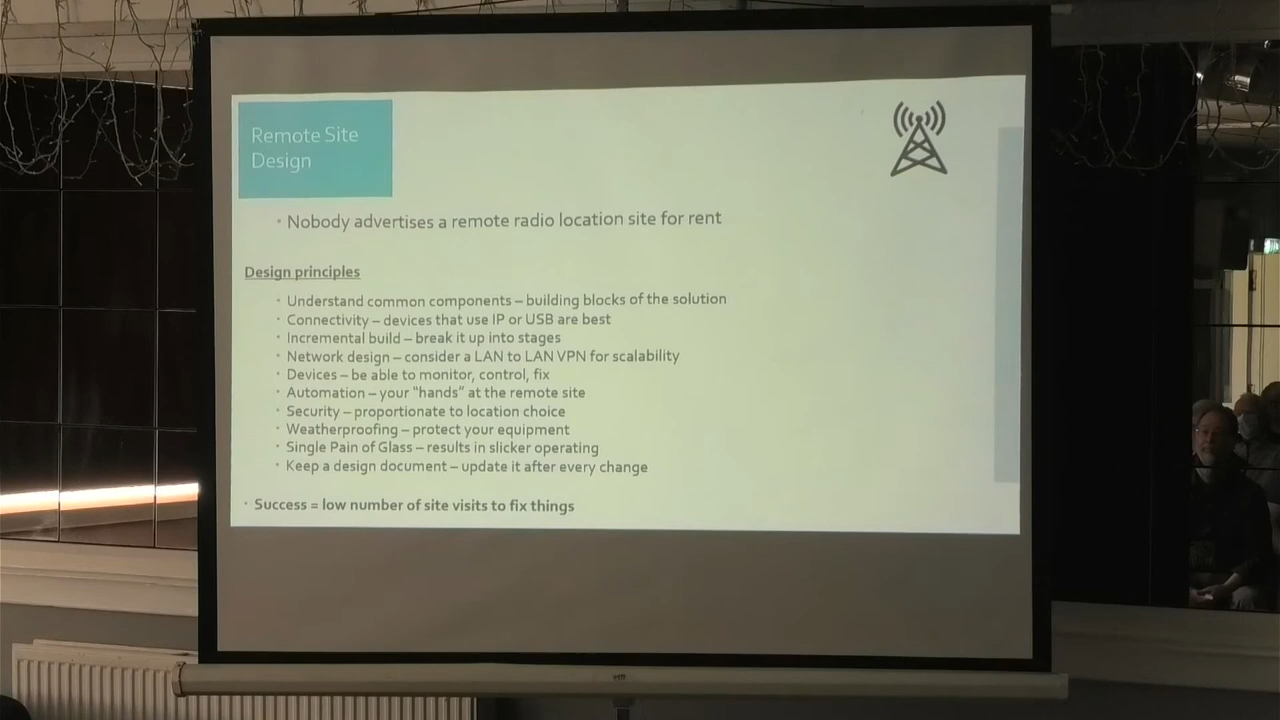 Remote Site
Design
• Nobody advertises a remote radio location site for rent
Design principles
• Understand common components – building blocks of the solution
• Connectivity – devices that use IP or USB are best
• Incremental build – break it up into stages
• Network design – consider a LAN to LAN VPN for scalability
• Devices – be able to monitor, control, fix
• Automation – your “hands” at the remote site
• Security – proportionate to location choice
• Weatherproofing – protect your equipment
• Single Pain of Glass – results in slicker operating
• Keep a design document – update it after every change
• Success = low number of site visits to fix things